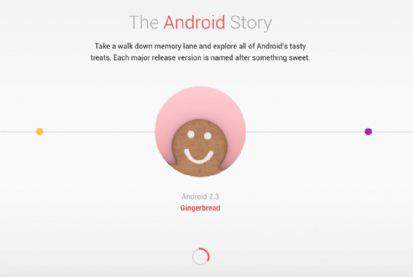 The Android Story
Take a walk down memory lane and explore all of Android's tasty
treats. Each major release version is named after something sweet.
Android 2.3
Gingerbread